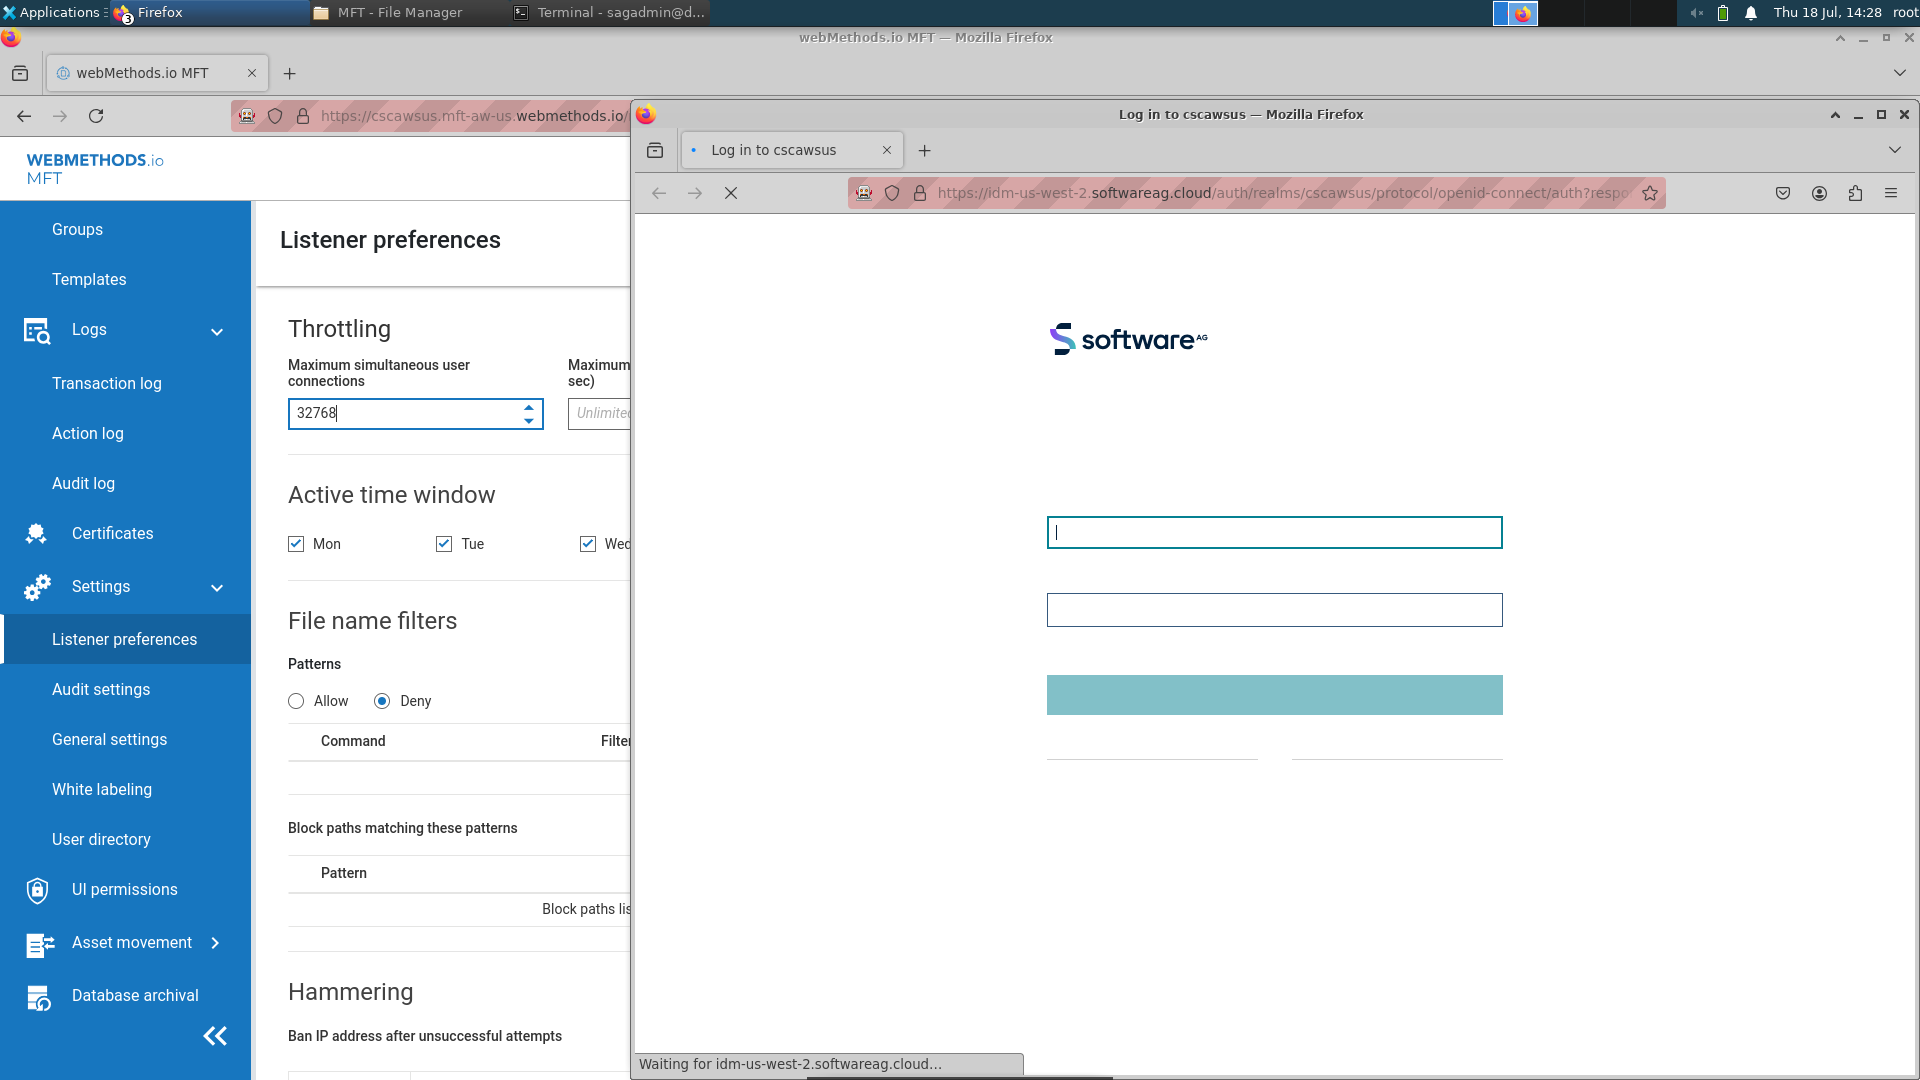 Applications
3
Firefox
MFT - File Manager
Terminal - sagadmin@d...
Thu 18 Jul, 14:28
root
webMethods.io MFT — Mozilla Firefox
webMethods.io MFT
https://cscawsus.mft-aw-us.webmethods.io/
WEBMETHODS.io
MFT
Groups
Templates
Logs
Transaction log
Action log
Audit log
Certificates
Settings
Listener preferences
Audit settings
General settings
White labeling
User directory
UI permissions
Asset movement
Database archival
Listener preferences
Throttling
Maximum simultaneous user
connections
32768
Maximum
sec)
Unlimited
Active time window
Mon
Tue
Wed
File name filters
Patterns
Allow
Deny
Command
Filter
Block paths matching these patterns
Pattern
Block paths lis
Hammering
Ban IP address after unsuccessful attempts
Log in to cscawsus — Mozilla Firefox
Log in to cscawsus
https://idm-us-west-2.softwareag.cloud/auth/realms/cscawsus/protocol/openid-connect/auth?respo
software AG
Waiting for idm-us-west-2.softwareag.cloud...